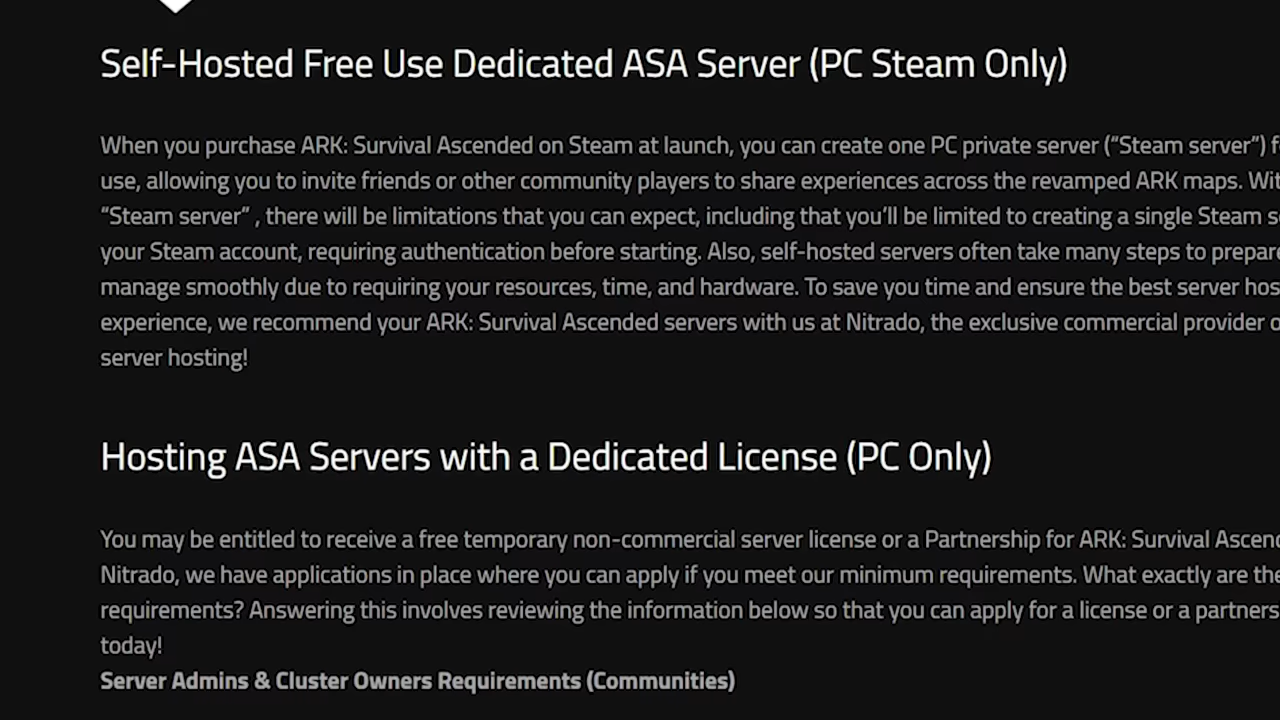 Self-Hosted Free Use Dedicated ASA Server (PC Steam Only)
When you purchase ARK: Survival Ascended on Steam at launch, you can create one PC private server (“Steam server”)
use, allowing you to invite friends or other community players to share experiences across the revamped ARK maps.
“Steam server” , there will be limitations that you can expect, including that you’ll be limited to creating a single Steam
your Steam account, requiring authentication before starting. Also, self-hosted servers often take many steps to prepare
manage smoothly due to requiring your resources, time, and hardware. To save you time and ensure the best server
experience, we recommend your ARK: Survival Ascended servers with us at Nitrado, the exclusive commercial provider
server hosting!
Hosting ASA Servers with a Dedicated License (PC Only)
You may be entitled to receive a free temporary non-commercial server license or a Partnership for ARK: Survival
Nitrado, we have applications in place where you can apply if you meet our minimum requirements. What exactly are
requirements? Answering this involves reviewing the information below so that you can apply for a license or a
today!
Server Admins & Cluster Owners Requirements (Communities)